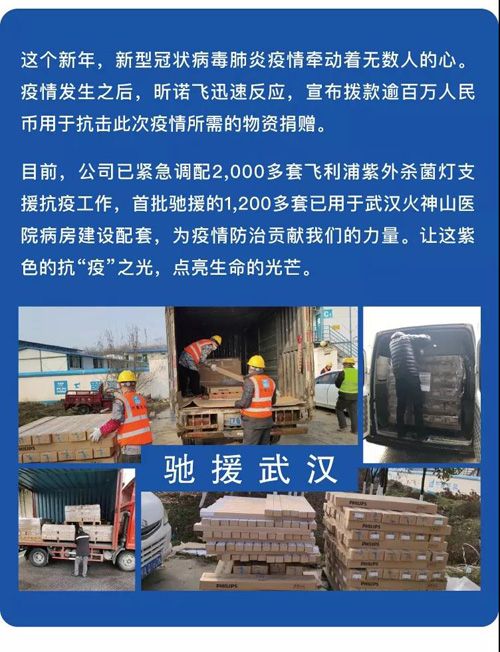 这个新年，新型冠状病毒肺炎疫情牵动着无数人的心。
疫情发生之后，昕诺飞迅速反应，宣布拨款逾百万人民
币用于抗击此次疫情所需的物资捐赠。
目前，公司已紧急调配2,000多套飞利浦紫外杀菌灯支
援抗疫工作，首批驰援的1,200多套已用于武汉火神山医
院病房建设配套，为疫情防治贡献我们的力量。让这紫
色的抗“疫”之光，点亮生命的光芒。
驰援武汉
PHILIPS
PHILIPS
PHILIPS